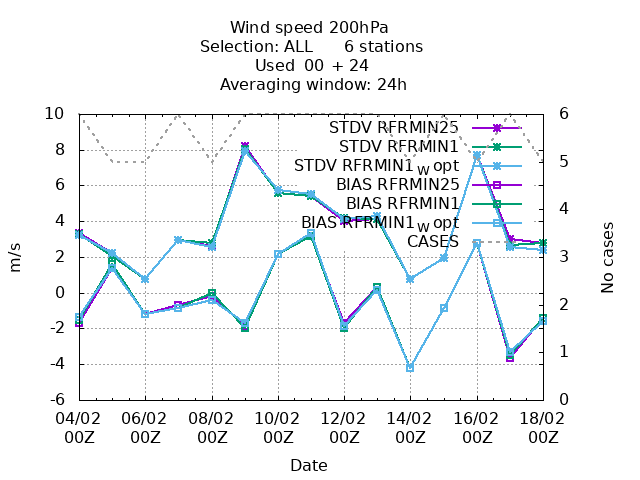 Wind speed 200hPa
Selection: ALL      6 stations
Used  00 + 24
Averaging window: 24h
m/s
No cases
10
8
6
4
2
0
-2
-4
-6
6
5
4
3
2
1
0
STDV RFRMIN25
STDV RFRMIN1
STDV RFRMIN1w opt
BIAS RFRMIN25
BIAS RFRMIN1
BIAS RFRMIN1w opt
CASES
04/02 06/02 08/02 10/02 12/02 14/02 16/02 18/02
00Z 00Z 00Z 00Z 00Z 00Z 00Z 00Z
Date